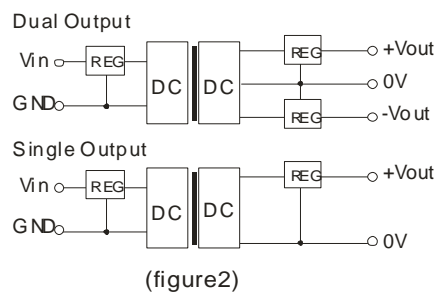 Dual Output
Vin REG REG +Vout
DC DC 0V
GND REG -Vout
Single Output
Vin REG REG +Vout
DC DC
GND 0V
(figure2)